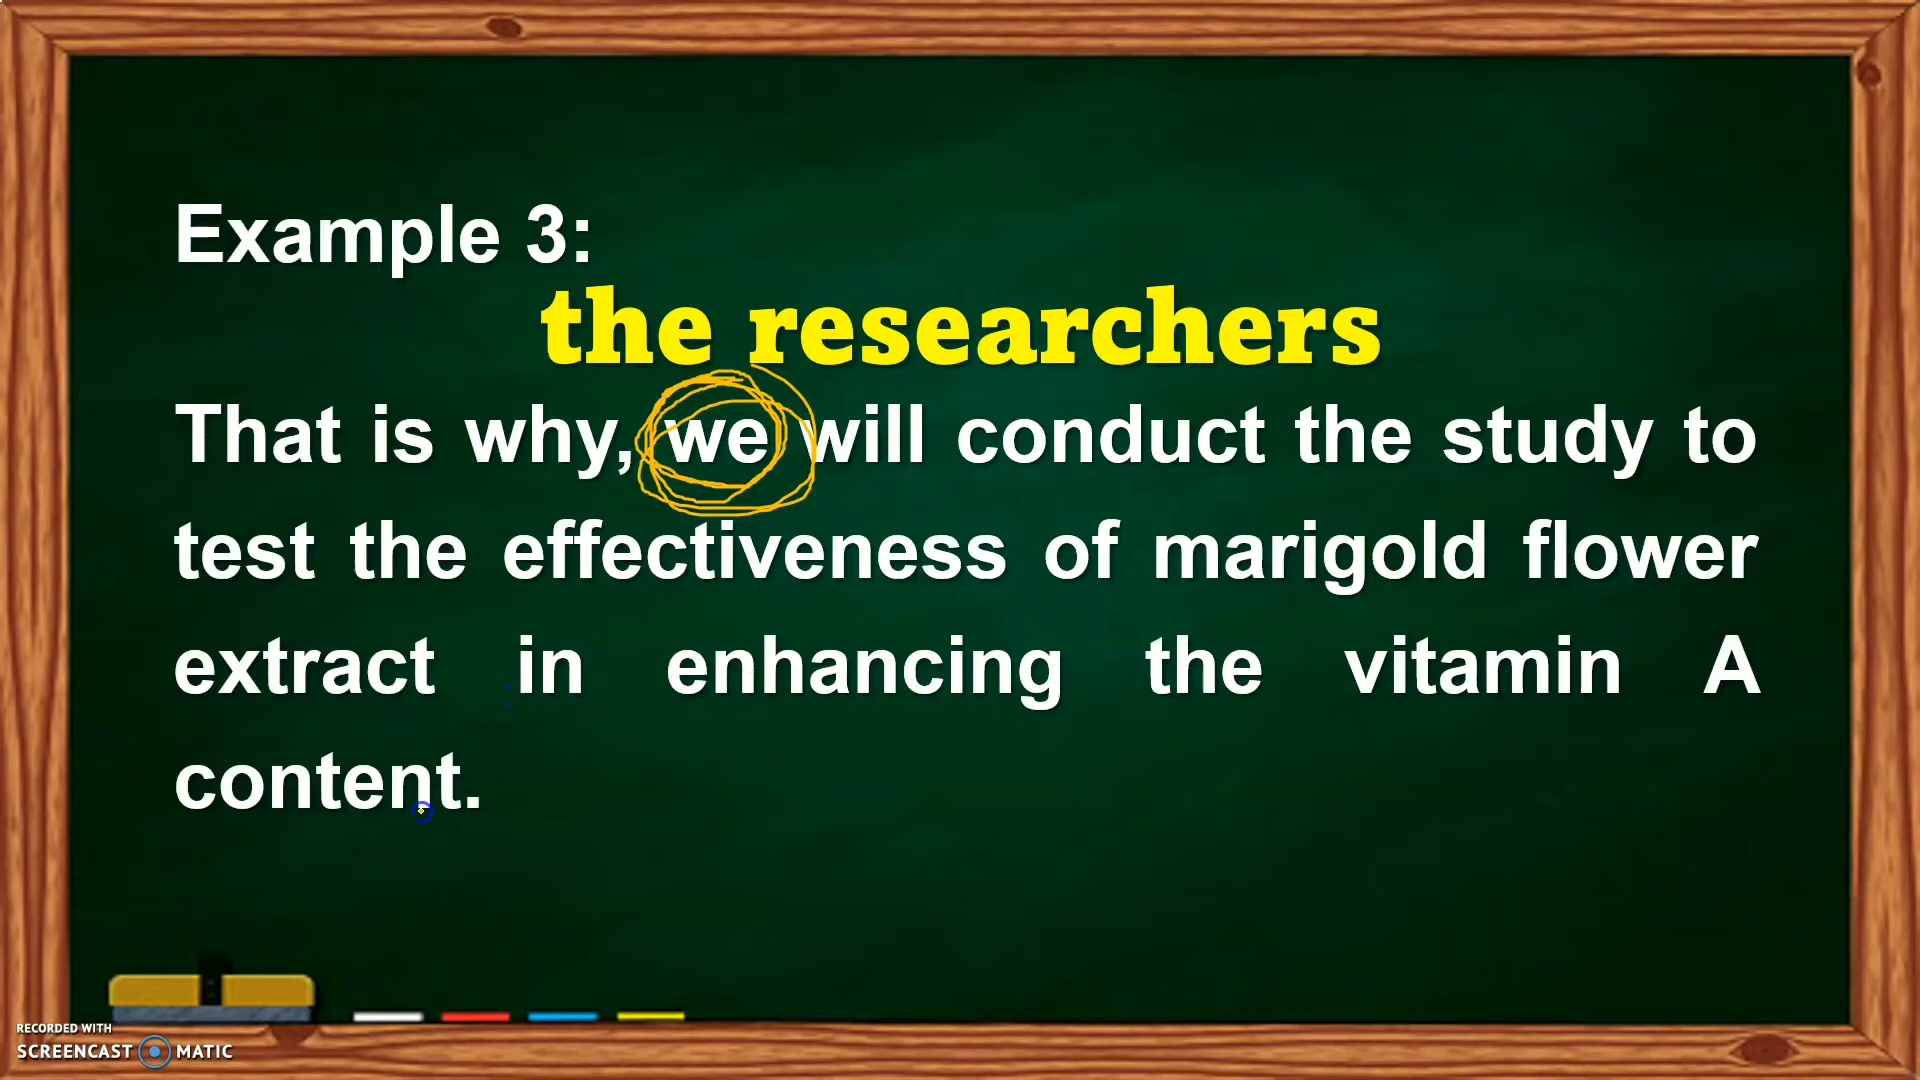 Example 3:
the researchers
That is why, we will conduct the study to
test the effectiveness of marigold flower
extract in enhancing the vitamin A
content.
RECORDED WITH
SCREENCAST MATIC